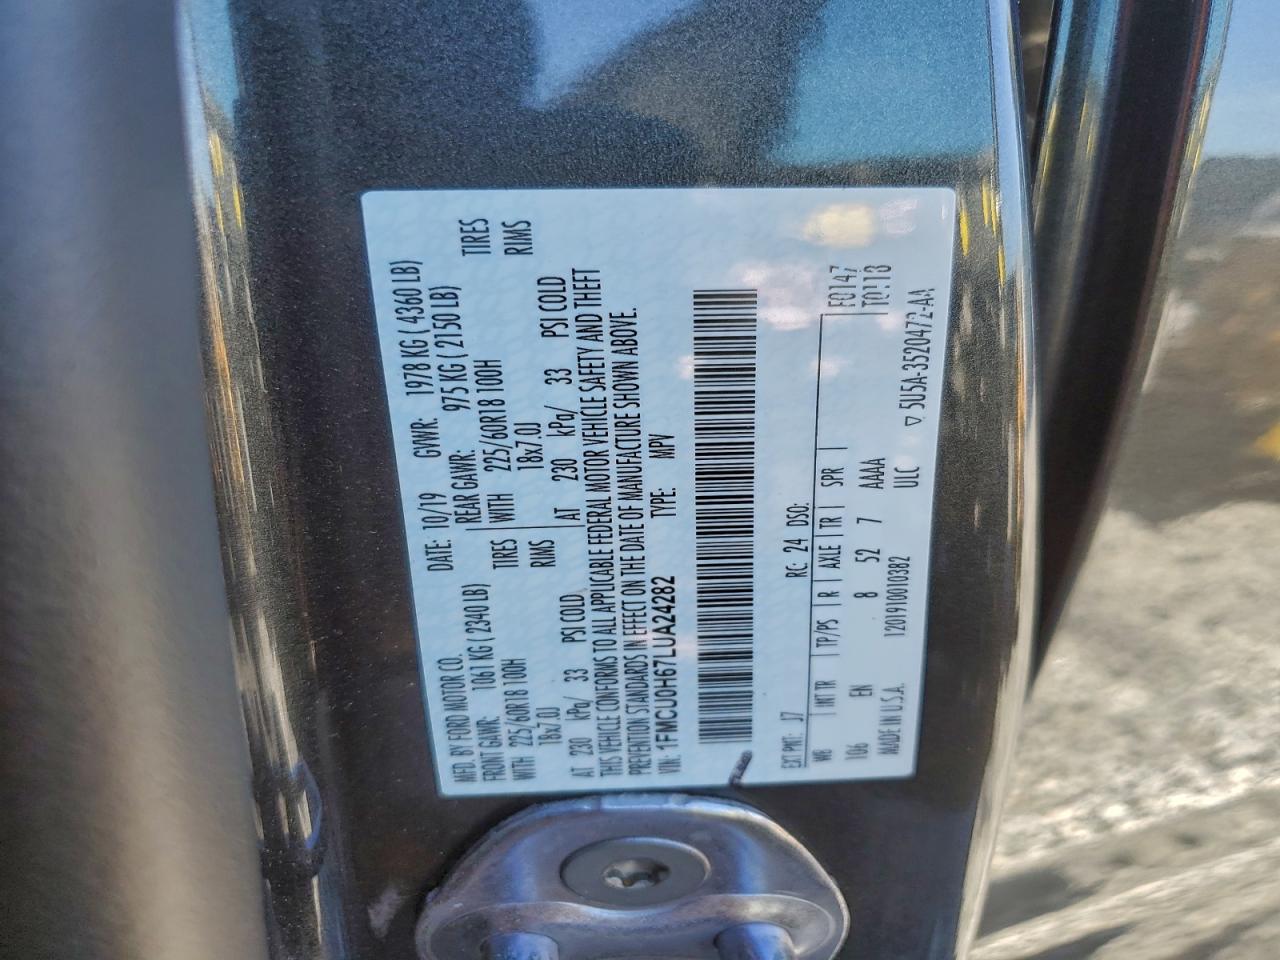 MFD. BY FORD MOTOR CO.
DATE: 10/19 GVWR: 1978 KG ( 4360 LB)
FRONT GAWR: 1061 KG ( 2340 LB)
REAR GAWR: 975 KG ( 2150 LB)
WITH 225/60R18 100H TIRES
WITH 225/60R18 100H TIRES
18x7.0J RIMS
18x7.0J RIMS
AT 230 kPa/ 33 PSI COLD
AT 230 kPa/ 33 PSI COLD
THIS VEHICLE CONFORMS TO ALL APPLICABLE FEDERAL MOTOR VEHICLE SAFETY AND THEFT
PREVENTION STANDARDS IN EFFECT ON THE DATE OF MANUFACTURE SHOWN ABOVE.
VIN: 1FMCU0H67LUA24282 TYPE: MPV
EXT PNT: J7 RC: 24 DSO:
WB INT TR TP/PS R AXLE TR SPR F0147
106 EN 8 52 7 AAAA
MADE IN U.S.A. 120191001​0382 ULC
▽ 5U5A-3520472-AA